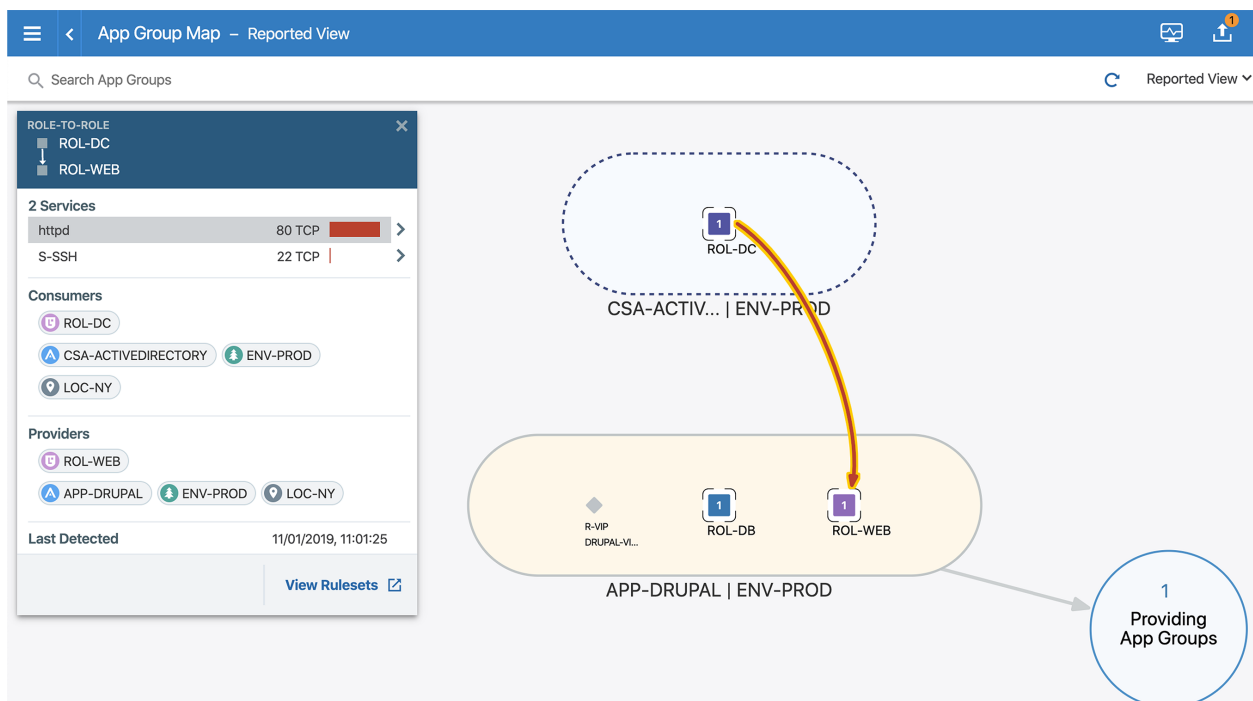 App Group Map – Reported View
1
Search App Groups
Reported View
ROLE-TO-ROLE
ROL-DC
ROL-WEB
2 Services
httpd 80 TCP
S-SSH 22 TCP
Consumers
ROL-DC
CSA-ACTIVEDIRECTORY ENV-PROD
LOC-NY
Providers
ROL-WEB
APP-DRUPAL ENV-PROD LOC-NY
Last Detected 11/01/2019, 11:01:25
View Rulesets
1
ROL-DC
CSA-ACTIV... | ENV-PROD
R-VIP
DRUPAL-VI...
1
ROL-DB
1
ROL-WEB
APP-DRUPAL | ENV-PROD
1
Providing
App Groups